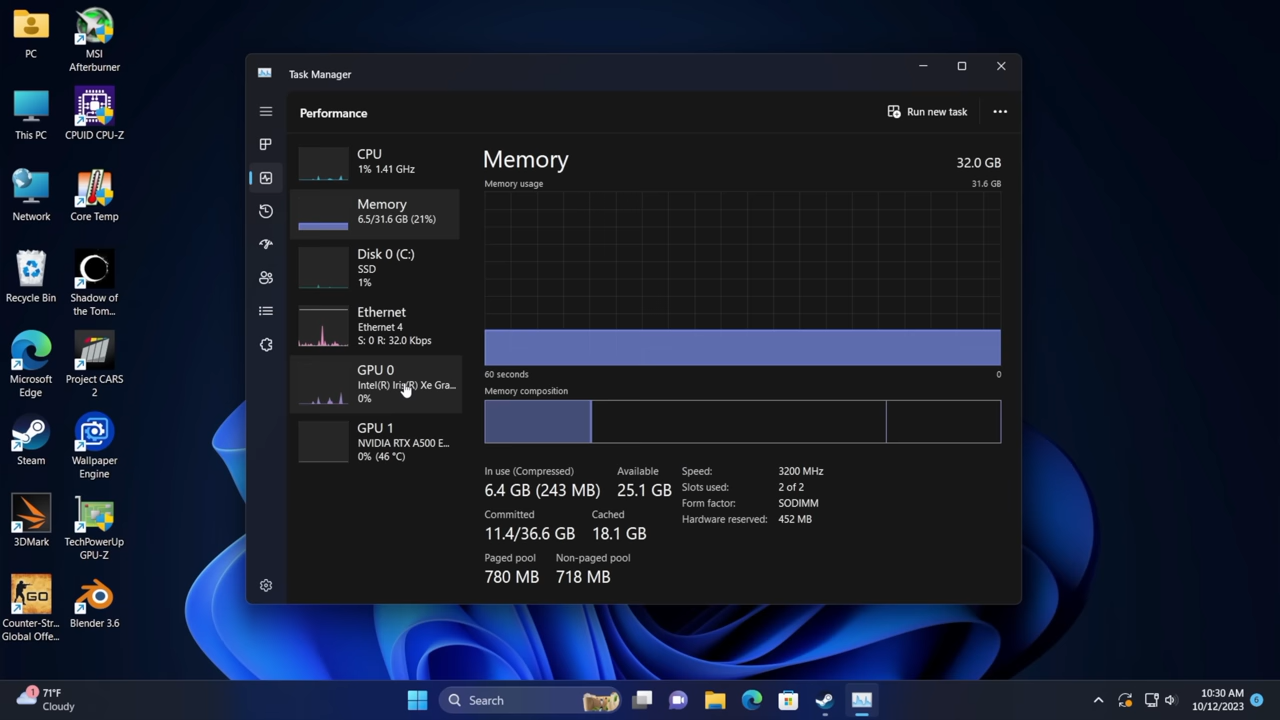 PC
MSI
Afterburner
This PC
CPUID CPU-Z
Network
Core Temp
Recycle Bin
Shadow of
the Tom...
Microsoft
Edge
Project CARS
2
Steam
Wallpaper
Engine
3DMark
TechPowerUp
GPU-Z
GO
Counter-Str...
Global Offe...
Blender 3.6
Task Manager
Performance
Run new task
CPU
1% 1.41 GHz
Memory
6.5/31.6 GB (21%)
Disk 0 (C:)
SSD
1%
Ethernet
Ethernet 4
S: 0 R: 32.0 Kbps
GPU 0
Intel(R) Iris(R) Xe Gra...
0%
GPU 1
NVIDIA RTX A500 E...
0% (46 °C)
Memory
32.0 GB
Memory usage
31.6 GB
60 seconds
0
Memory composition
In use (Compressed)
6.4 GB (243 MB)
Available
25.1 GB
Committed
11.4/36.6 GB
Cached
18.1 GB
Paged pool
780 MB
Non-paged pool
718 MB
Speed: 3200 MHz
Slots used: 2 of 2
Form factor: SODIMM
Hardware reserved: 452 MB
1
71°F
Cloudy
Search
10:30 AM
10/12/2023
6